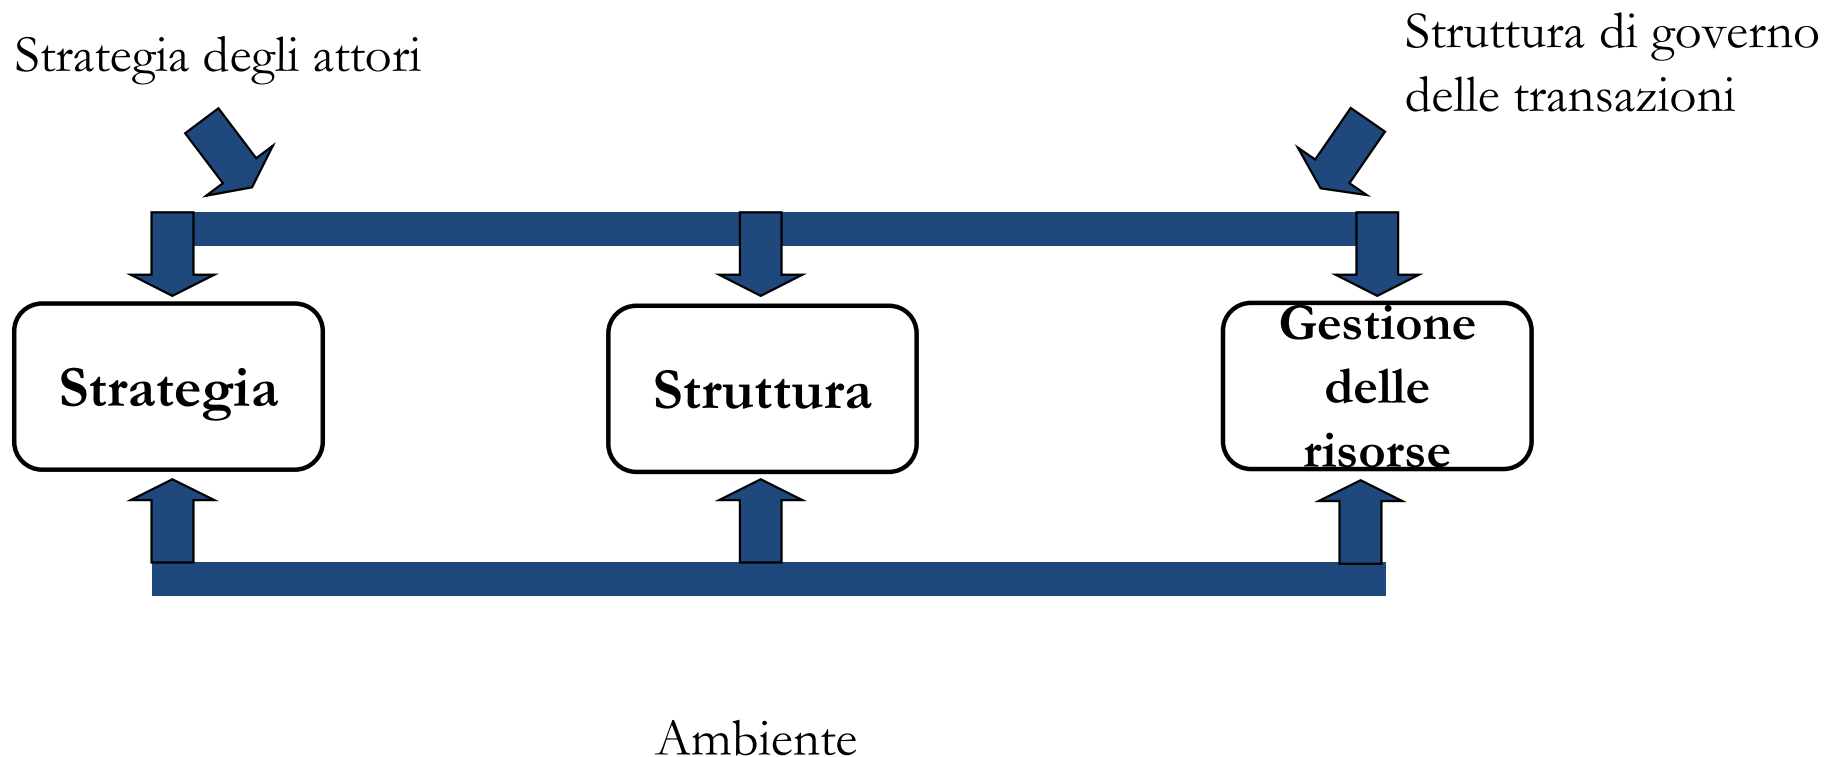 Strategia degli attori
Struttura di governo
delle transazioni
Strategia
Struttura
Gestione
delle
risorse
Ambiente